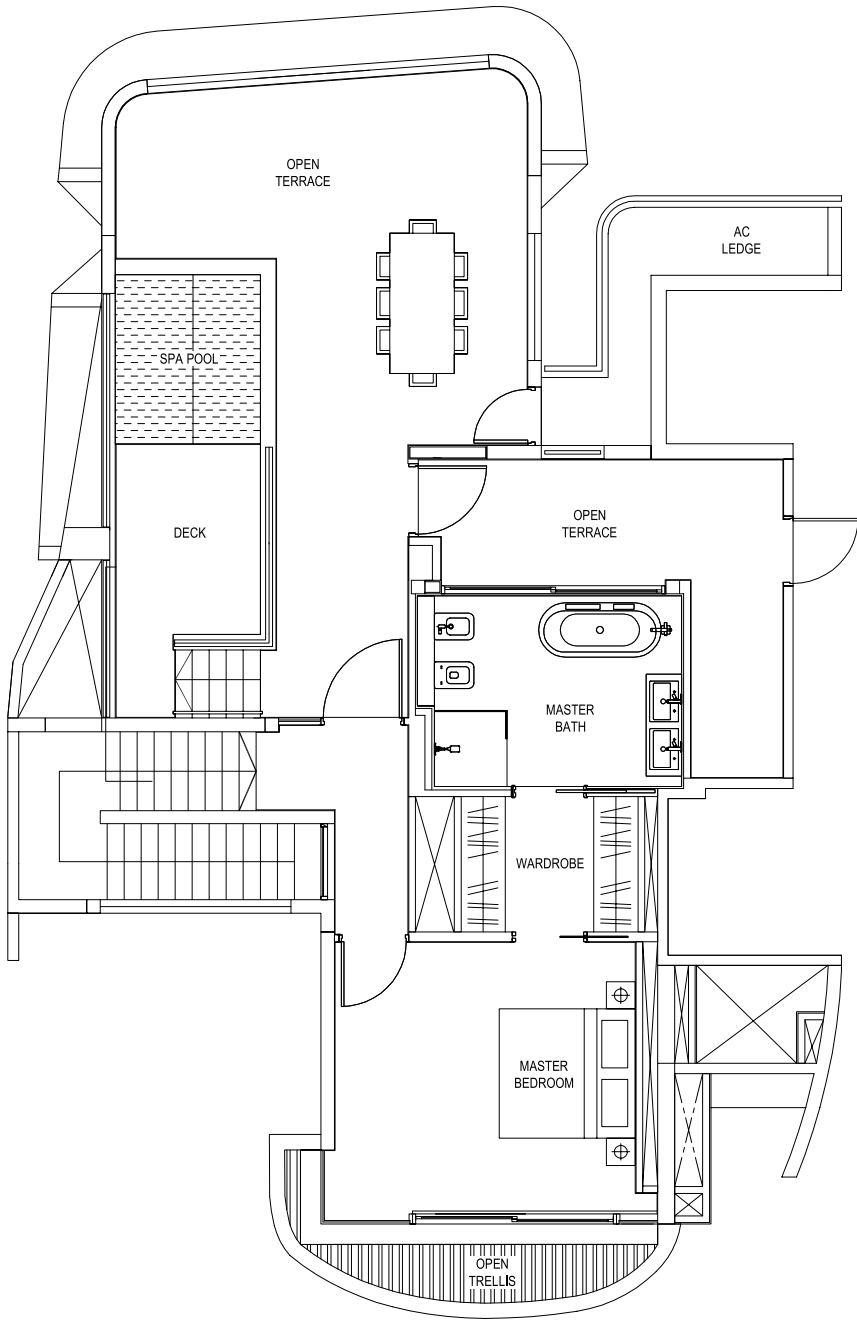 OPEN
TERRACE
AC
LEDGE
SPA POOL
DECK
OPEN
TERRACE
MASTER
BATH
WARDROBE
MASTER
BEDROOM
OPEN
TRELLIS